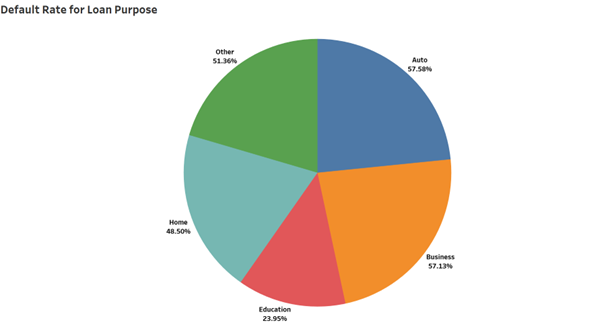 Default Rate for Loan Purpose
Other
51.36%
Auto
57.58%
Home
48.50%
Business
57.13%
Education
23.95%